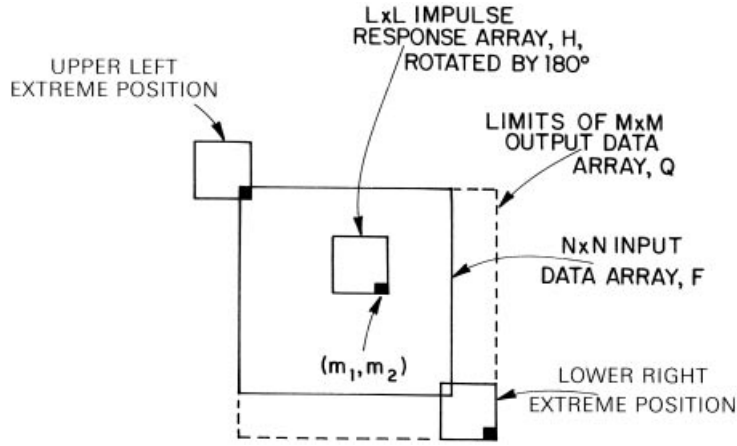 LxL IMPULSE
RESPONSE ARRAY, H,
ROTATED BY 180°
UPPER LEFT
EXTREME POSITION
LIMITS OF MxM
OUTPUT DATA
ARRAY, Q
NxN INPUT
DATA ARRAY, F
(m₁,m₂)
LOWER RIGHT
EXTREME POSITION